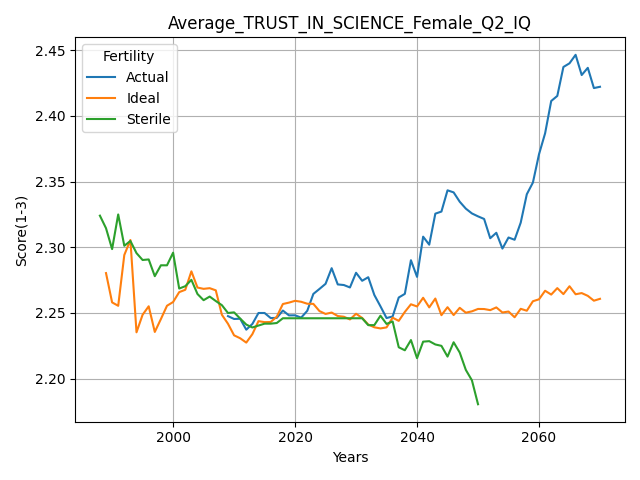 Average_TRUST_IN_SCIENCE_Female_Q2_IQ
Fertility
Actual
Ideal
Sterile
Score(1-3)
2.45
2.40
2.35
2.30
2.25
2.20
2000
2020
2040
2060
Years